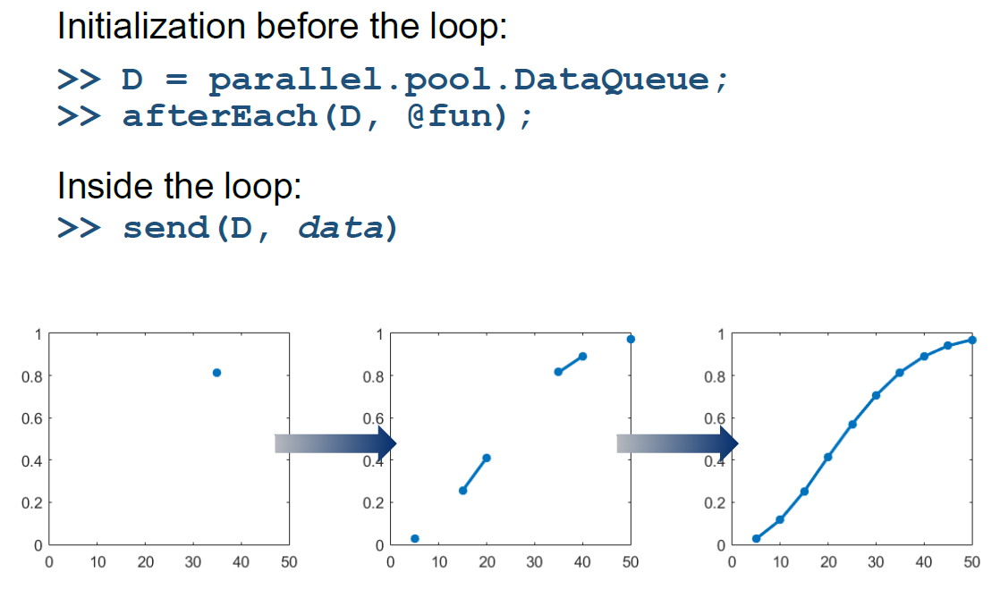 Initialization before the loop:
>> D = parallel.pool.DataQueue;
>> afterEach(D, @fun);
Inside the loop:
>> send(D, data)
1
0.8
0.6
0.4
0.2
0
0 10 20 30 40 50
1
0.8
0.6
0.4
0.2
0
0 10 20 30 40 50
1
0.8
0.6
0.4
0.2
0
0 10 20 30 40 50